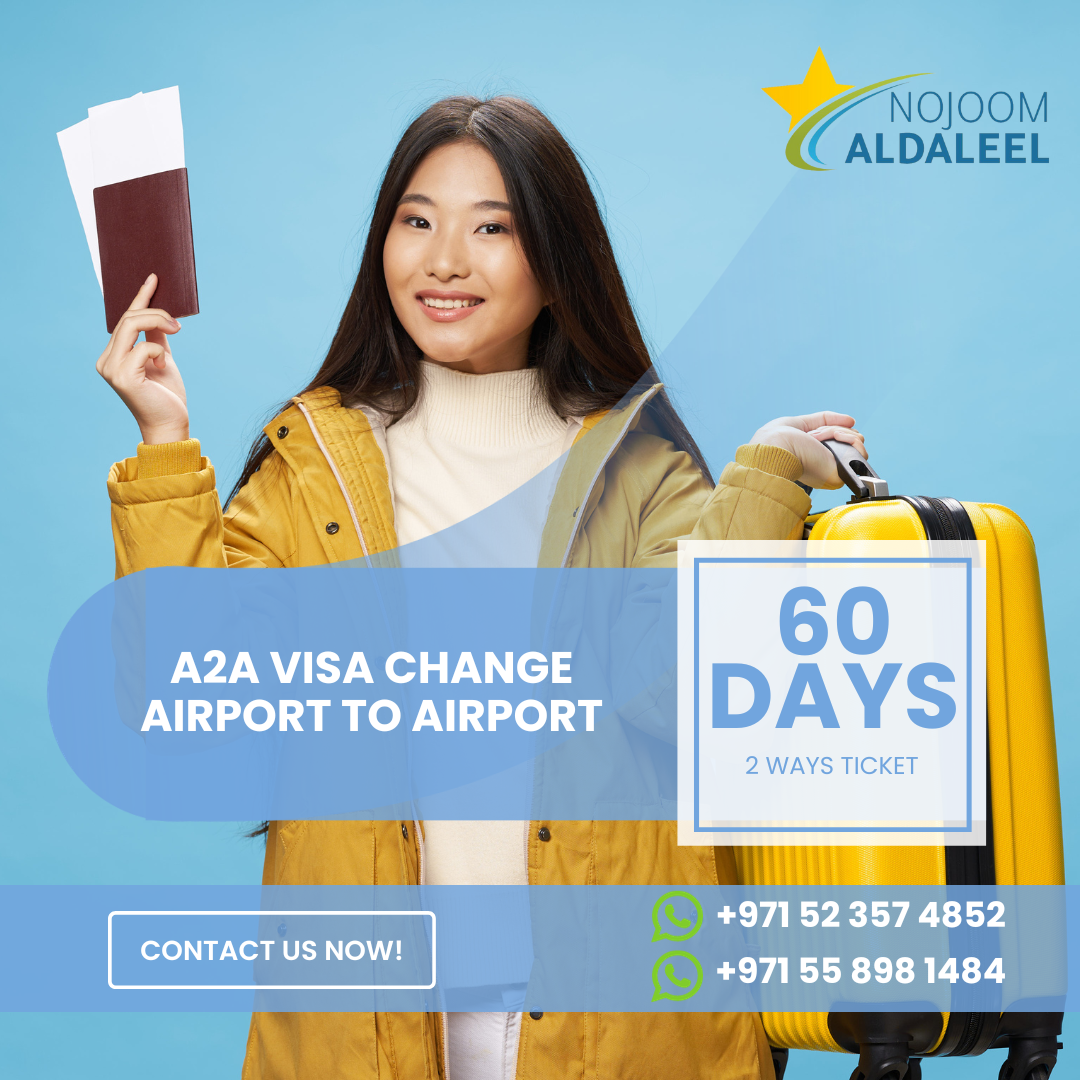 NOJOOM
ALDALEEL
A2A VISA CHANGE
AIRPORT TO AIRPORT
60
DAYS
2 WAYS TICKET
CONTACT US NOW!
+971 52 357 4852
+971 55 898 1484